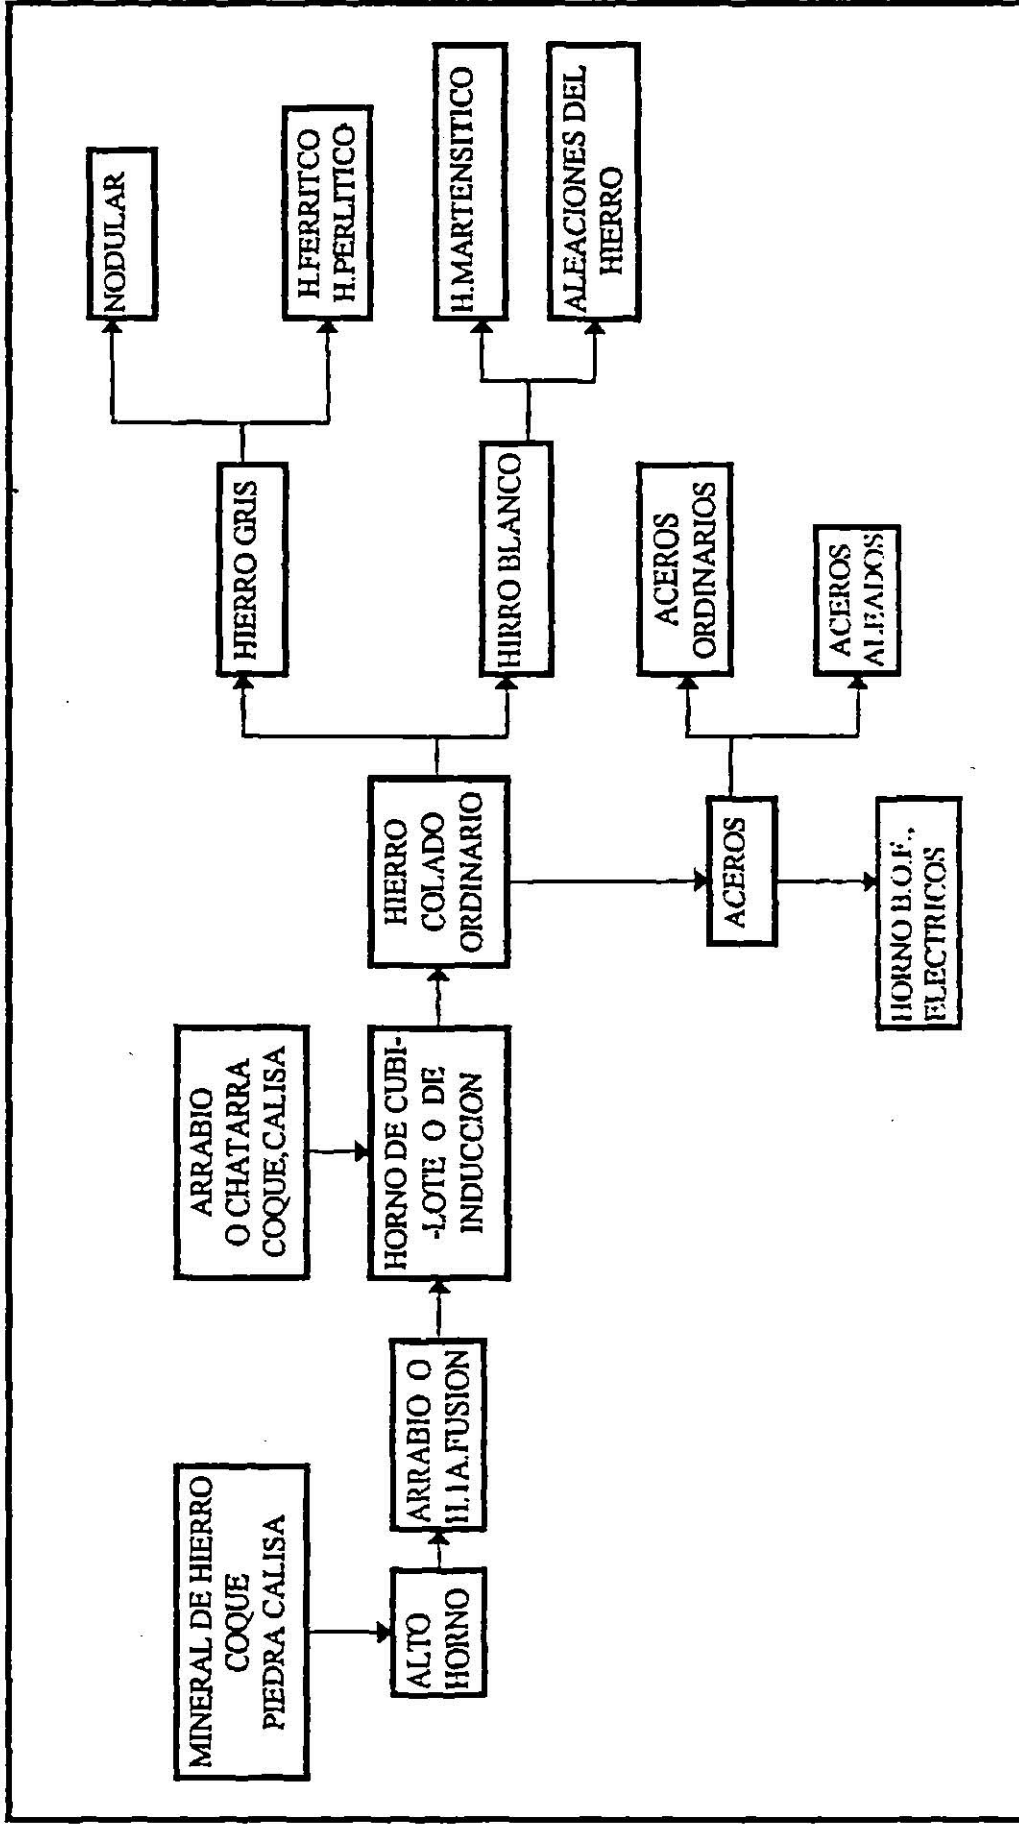 MINERAL DE HIERRO
COQUE
PIEDRA CALISA
ALTO
HORNO
ARRABIO O
H.1A.FUSION
ARRABIO
O CHATARRA
COQUE,CALISA
HORNO DE CUBI-
-LOTE O DE
INDUCCION
HIERRO
COLADO
ORDINARIO
HIERRO GRIS
NODULAR
H.FERRITCO
H.PERLITICO
HIRRO BLANCO
H.MARTENSITICO
ALEACIONES DEL
HIERRO
ACEROS
ACEROS
ORDINARIOS
ACEROS
ALEADOS
HORNO B.O.F.,
ELECTRICOS